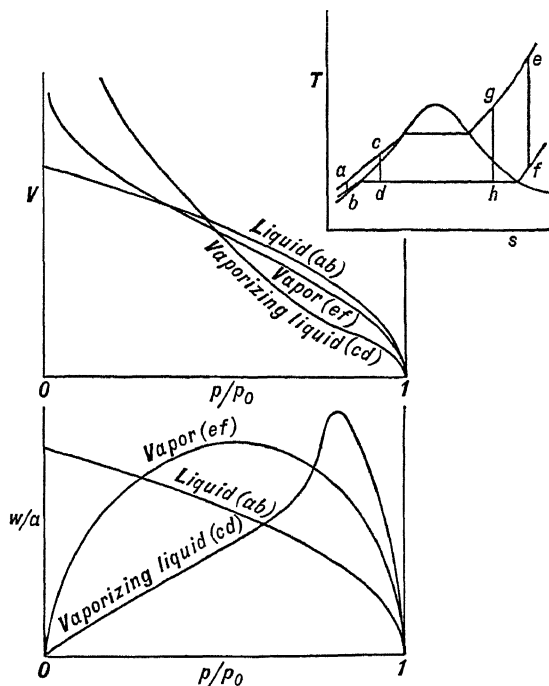 T
a
b
c
d
g
h
e
f
s
V
Liquid (ab)
Vapor (ef)
Vaporizing liquid (cd)
0
p/p₀
1
w/a
Vapor (ef)
Liquid (ab)
Vaporizing liquid (cd)
0
p/p₀
1